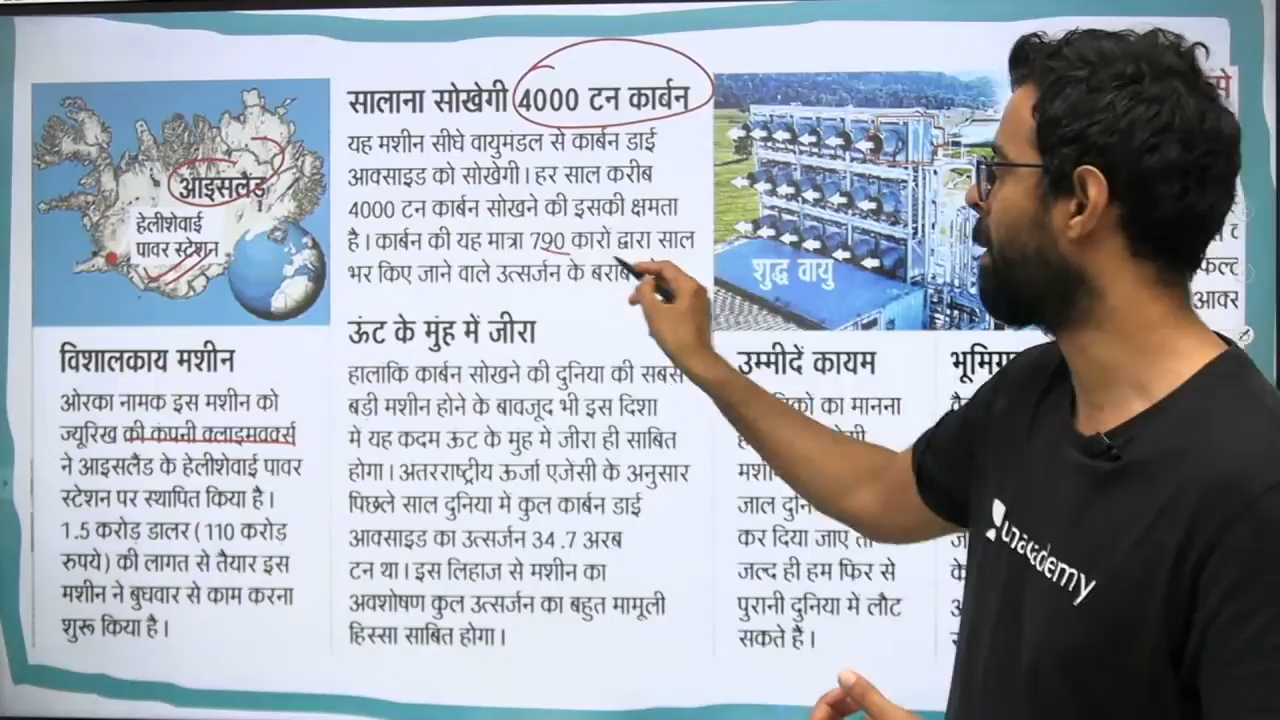 आइसलैंड
हेलीशेवाई
पावर स्टेशन
विशालकाय मशीन
ओरका नामक इस मशीन को
ज्यूरिख की कंपनी क्लाइमवर्क्स
ने आइसलैंड के हेलीशेवाई पावर
स्टेशन पर स्थापित किया है।
1.5 करोड़ डालर ( 110 करोड़
रुपये) की लागत से तैयार इस
मशीन ने बुधवार से काम करना
शुरू किया है।
सालाना सोखेगी 4000 टन कार्बन
यह मशीन सीधे वायुमंडल से कार्बन डाई
आक्साइड को सोखेगी। हर साल करीब
4000 टन कार्बन सोखने की इसकी क्षमता
है। कार्बन की यह मात्रा 790 कारों द्वारा साल
भर किए जाने वाले उत्सर्जन के
ऊंट के मुंह में जीरा
हालांकि कार्बन सोखने की दुनिया की सबसे
बड़ी मशीन होने के बावजूद भी इस दिशा
में यह कदम ऊंट के मुंह में जीरा ही साबित
होगा। अंतरराष्ट्रीय ऊर्जा एजेंसी के अनुसार
पिछले साल दुनिया में कुल कार्बन डाई
आक्साइड का उत्सर्जन 34.7 अरब
टन था। इस लिहाज से मशीन का
अवशोषण कुल उत्सर्जन का बहुत मामूली
हिस्सा साबित होगा।
शुद्ध वायु
उम्मीदें कायम
का मानना
जाल
कर दिया जाए
जल्द ही हम फिर से
पुरानी दुनिया में लौट
सकते हैं।
unacademy